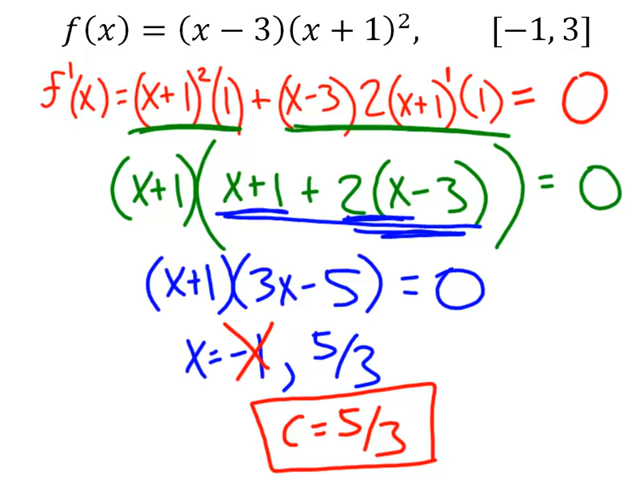 f(x) = (x − 3)(x + 1)², [−1, 3]
f'(x) = (x+1)²(1) + (x-3) 2(x+1)¹(1) = 0
(x+1)(x+1 + 2(x-3)) = 0
(x+1)(3x-5) = 0
x = -1, 5/3
c = 5/3